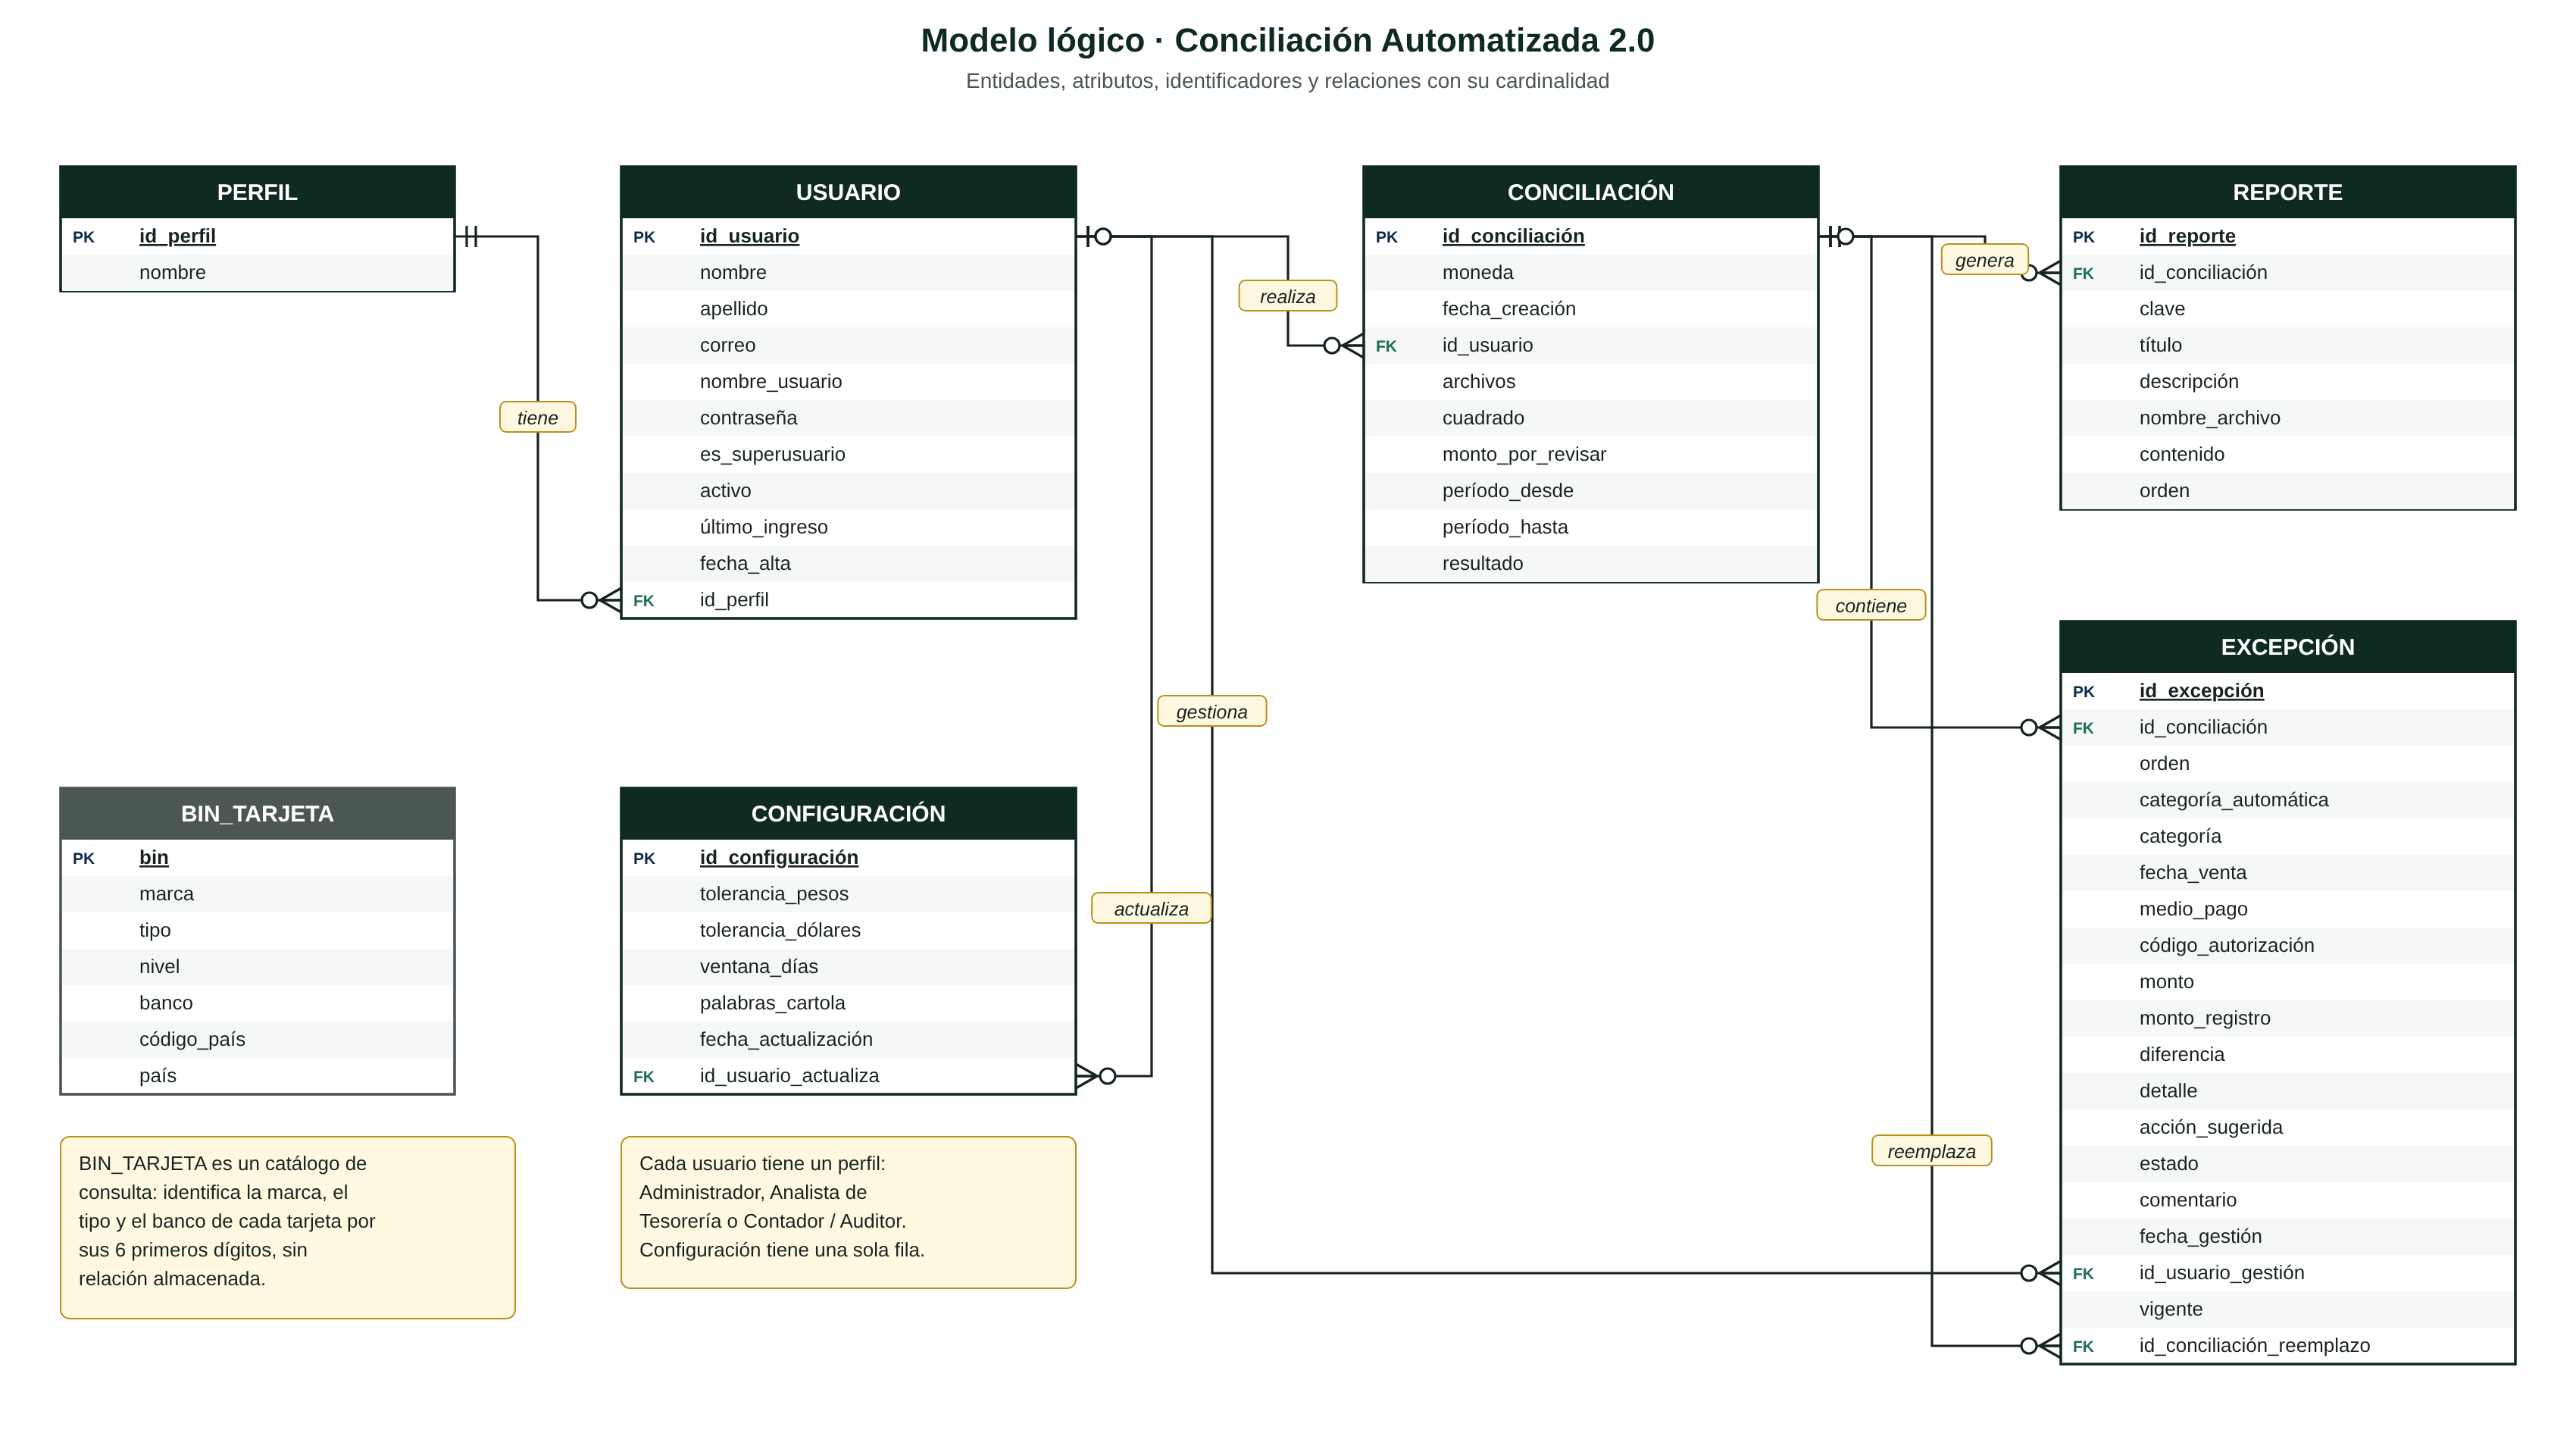 Modelo lógico · Conciliación Automatizada 2.0
Entidades, atributos, identificadores y relaciones con su cardinalidad
PERFIL
PK id_perfil
nombre
tiene
USUARIO
PK id_usuario
nombre
apellido
correo
nombre_usuario
contraseña
es_superusuario
activo
último_ingreso
fecha_alta
FK id_perfil
realiza
gestiona
actualiza
CONCILIACIÓN
PK id_conciliación
moneda
fecha_creación
FK id_usuario
archivos
cuadrado
monto_por_revisar
período_desde
período_hasta
resultado
genera
contiene
reemplaza
REPORTE
PK id_reporte
FK id_conciliación
clave
título
descripción
nombre_archivo
contenido
orden
EXCEPCIÓN
PK id_excepción
FK id_conciliación
orden
categoría_automática
categoría
fecha_venta
medio_pago
código_autorización
monto
monto_registro
diferencia
detalle
acción_sugerida
estado
comentario
fecha_gestión
FK id_usuario_gestión
vigente
FK id_conciliación_reemplazo
BIN_TARJETA
PK bin
marca
tipo
nivel
banco
código_país
país
CONFIGURACIÓN
PK id_configuración
tolerancia_pesos
tolerancia_dólares
ventana_días
palabras_cartola
fecha_actualización
FK id_usuario_actualiza
BIN_TARJETA es un catálogo de
consulta: identifica la marca, el
tipo y el banco de cada tarjeta por
sus 6 primeros dígitos, sin
relación almacenada.
Cada usuario tiene un perfil:
Administrador, Analista de
Tesorería o Contador / Auditor.
Configuración tiene una sola fila.